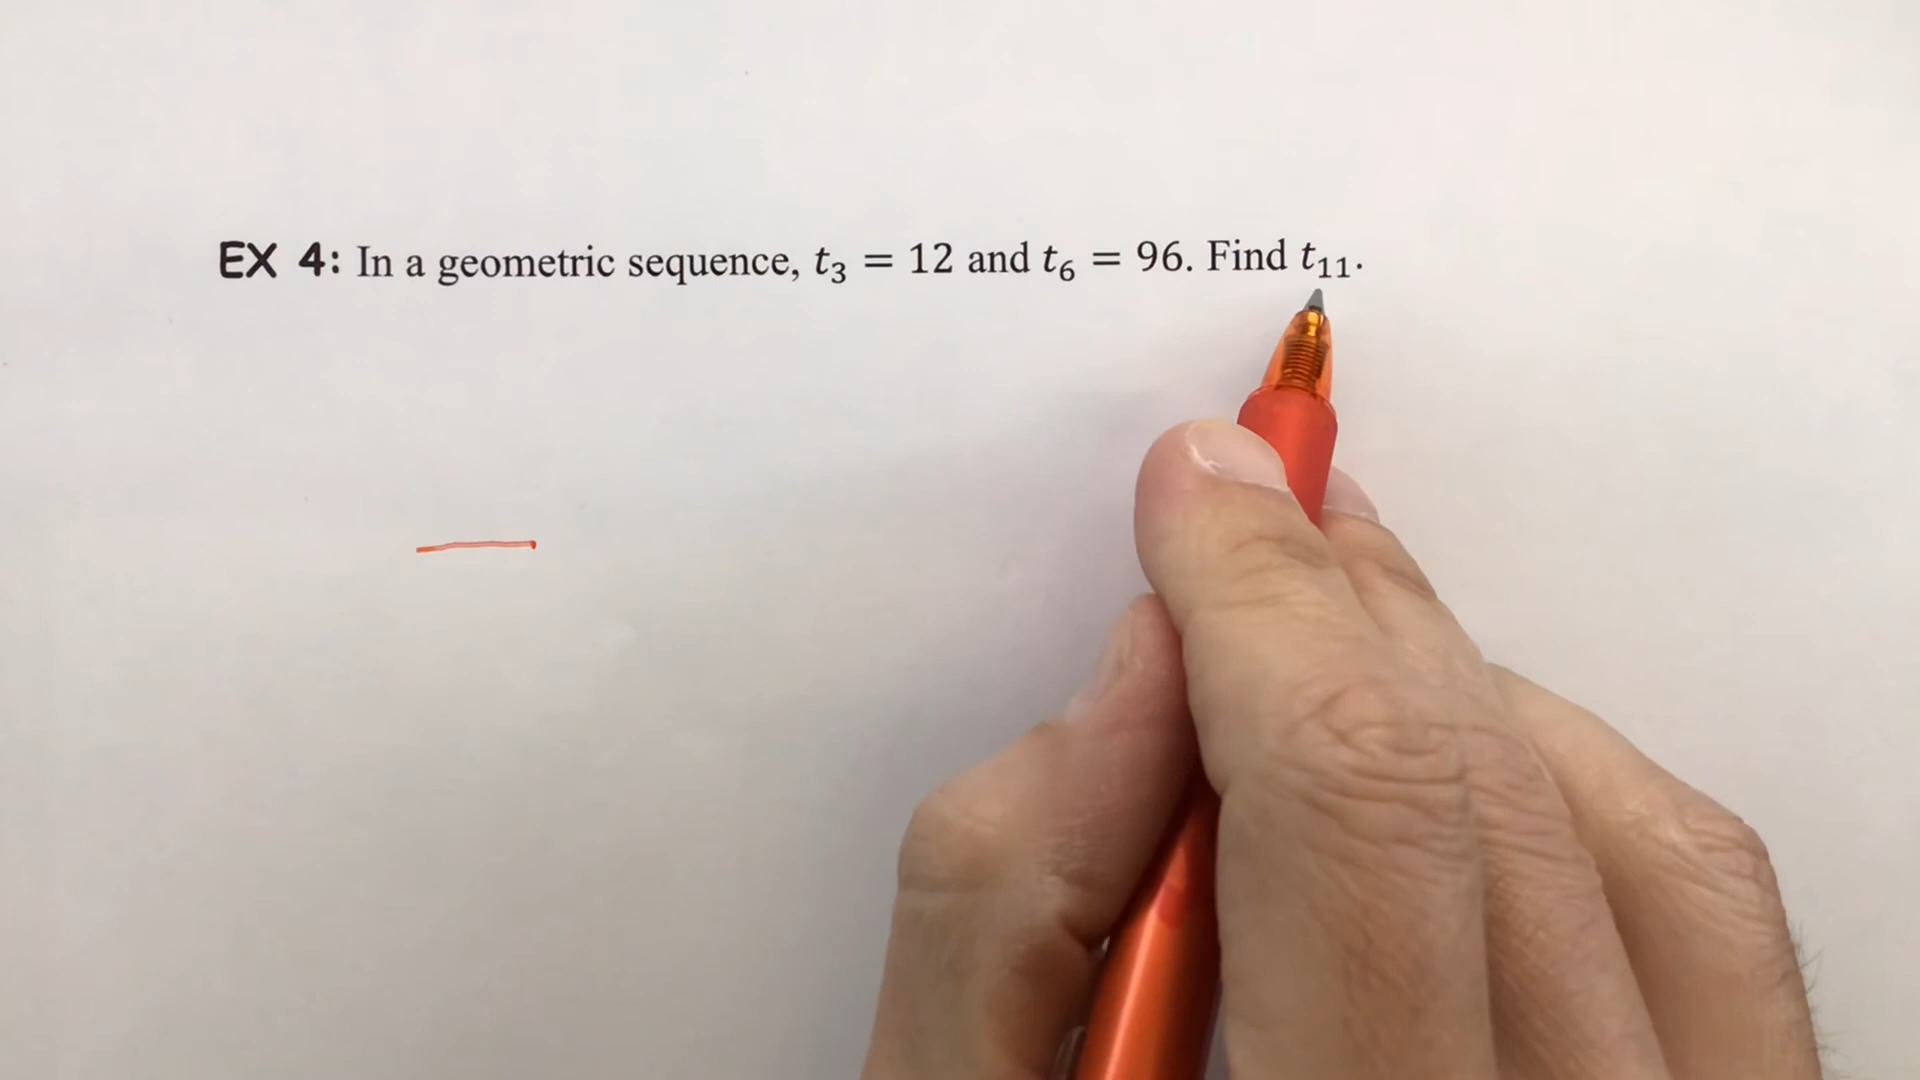 EX 4: In a geometric sequence, t₃ = 12 and t₆ = 96. Find t₁₁.